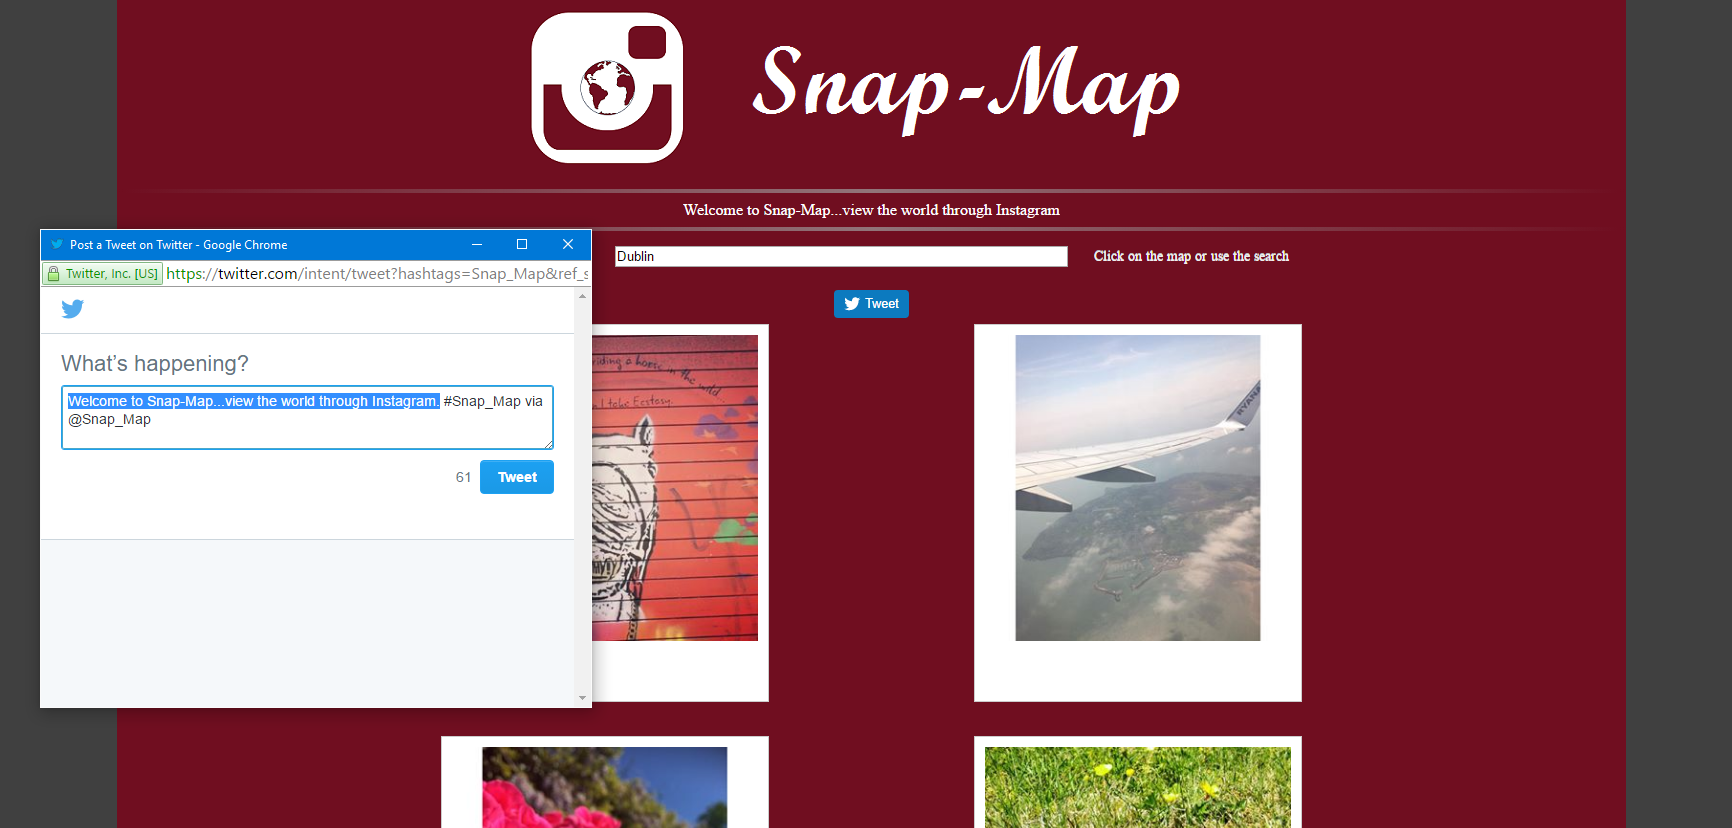 Snap-Map
Welcome to Snap-Map...view the world through Instagram
Post a Tweet on Twitter - Google Chrome
Twitter, Inc. [US] https://twitter.com/intent/tweet?hashtags=Snap_Map&ref_s
What's happening?
Welcome to Snap-Map...view the world through Instagram. #Snap_Map via
@Snap_Map
61 Tweet
Dublin
Click on the map or use the search
Tweet
riding a horse in the wild...
I take Ecstasy.
RYANA